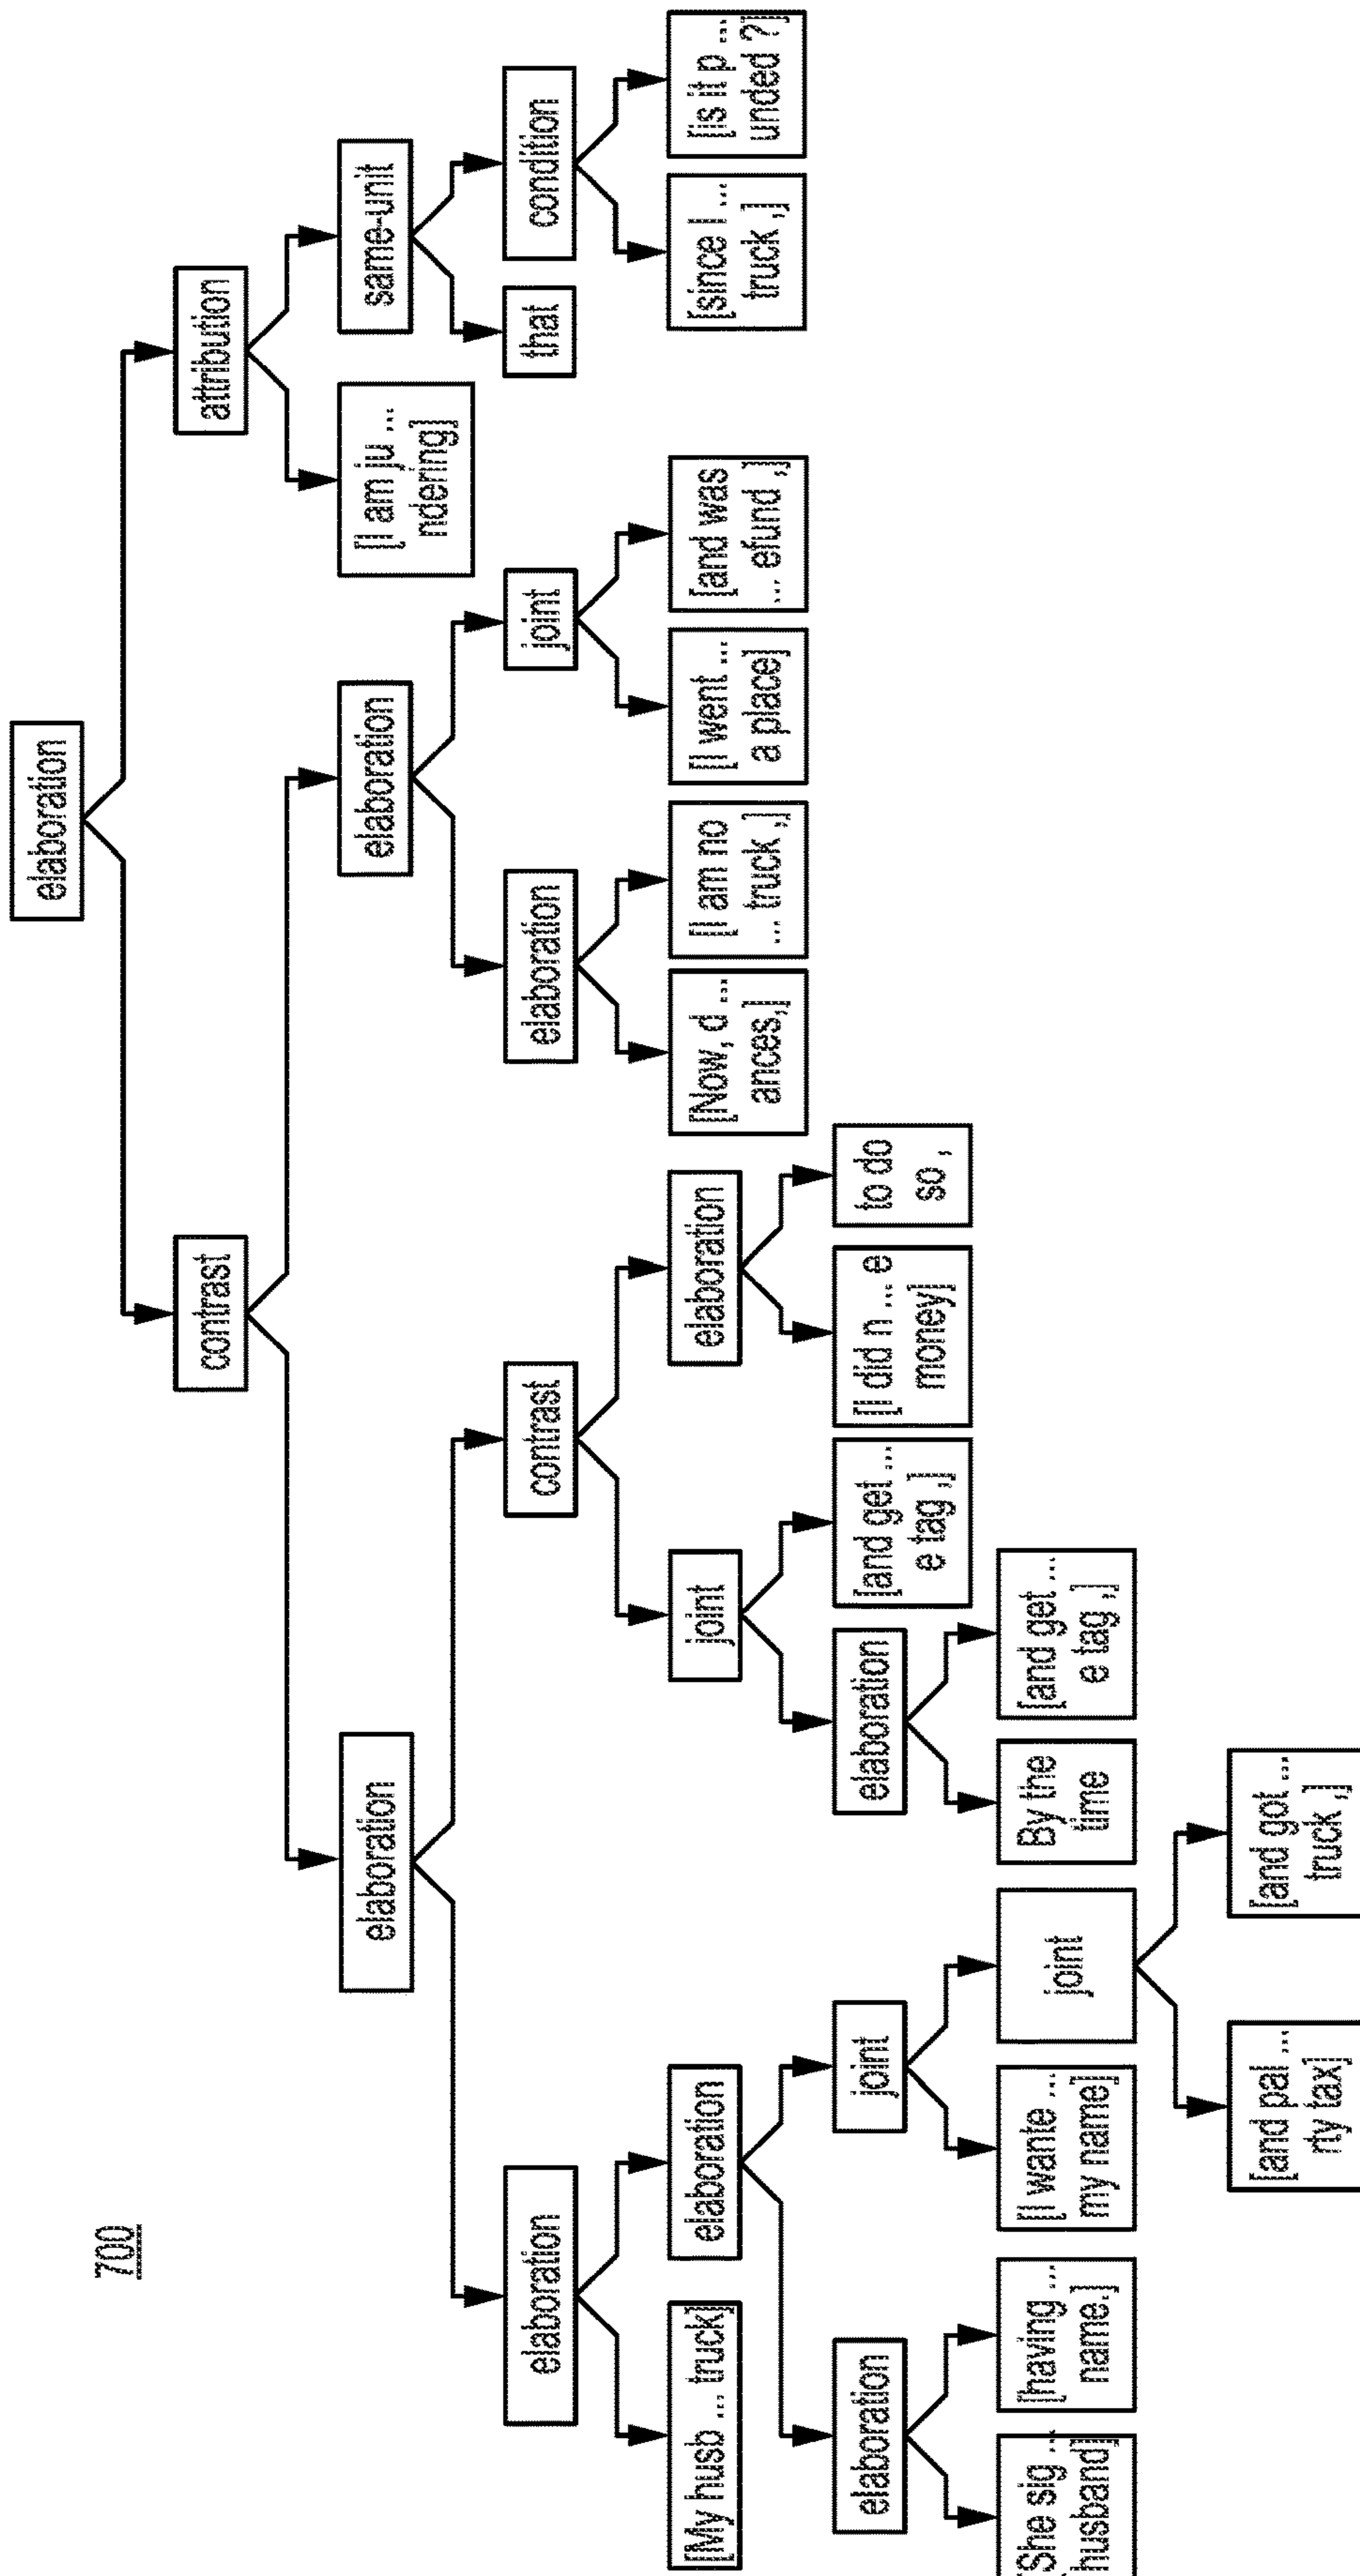 700
elaboration
contrast
attribution
elaboration
elaboration
[I am ju ...
ndering]
same-unit
elaboration
contrast
elaboration
joint
that
condition
[My husb ... truck]
elaboration
joint
elaboration
[Now, d ...
ances,]
[I am no
... truck ,]
[I went ...
a place]
[and was
... efund ,]
[since I ...
truck ,]
[is it p ...
unded ?]
elaboration
joint
elaboration
[and get ...
e tag ,]
[I did n ... e
money]
to do
so ,
[She sig ...
husband]
[having ...
name.]
[I wante ...
my name]
joint
By the
time
[and get ...
e tag ,]
[and pal ...
rty tax]
[and got ...
truck ,]